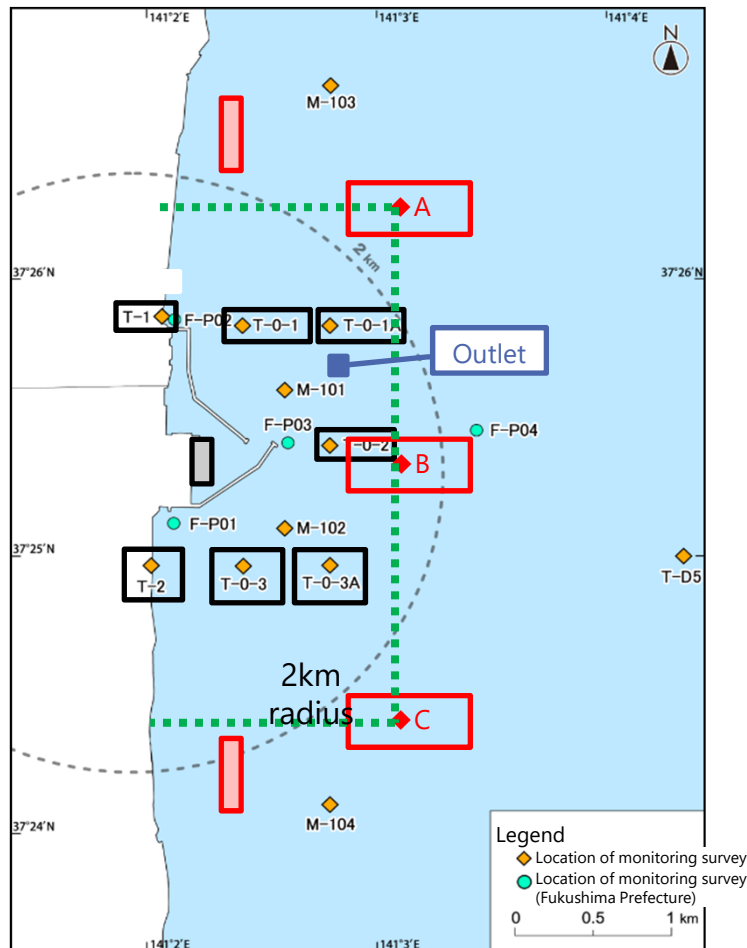 141°2′E
141°3′E
141°4′E
N
M-103
A
2 km
37°26′N
37°26′N
T-1
F-P02
T-0-1
T-0-1A
Outlet
M-101
F-P03
T-0-2
F-P04
B
F-P01
M-102
37°25′N
T-2
T-0-3
T-0-3A
T-D5
2km
radius
C
37°24′N
M-104
Legend
Location of monitoring survey
Location of monitoring survey
(Fukushima Prefecture)
0 0.5 1 km
141°2′E
141°3′E